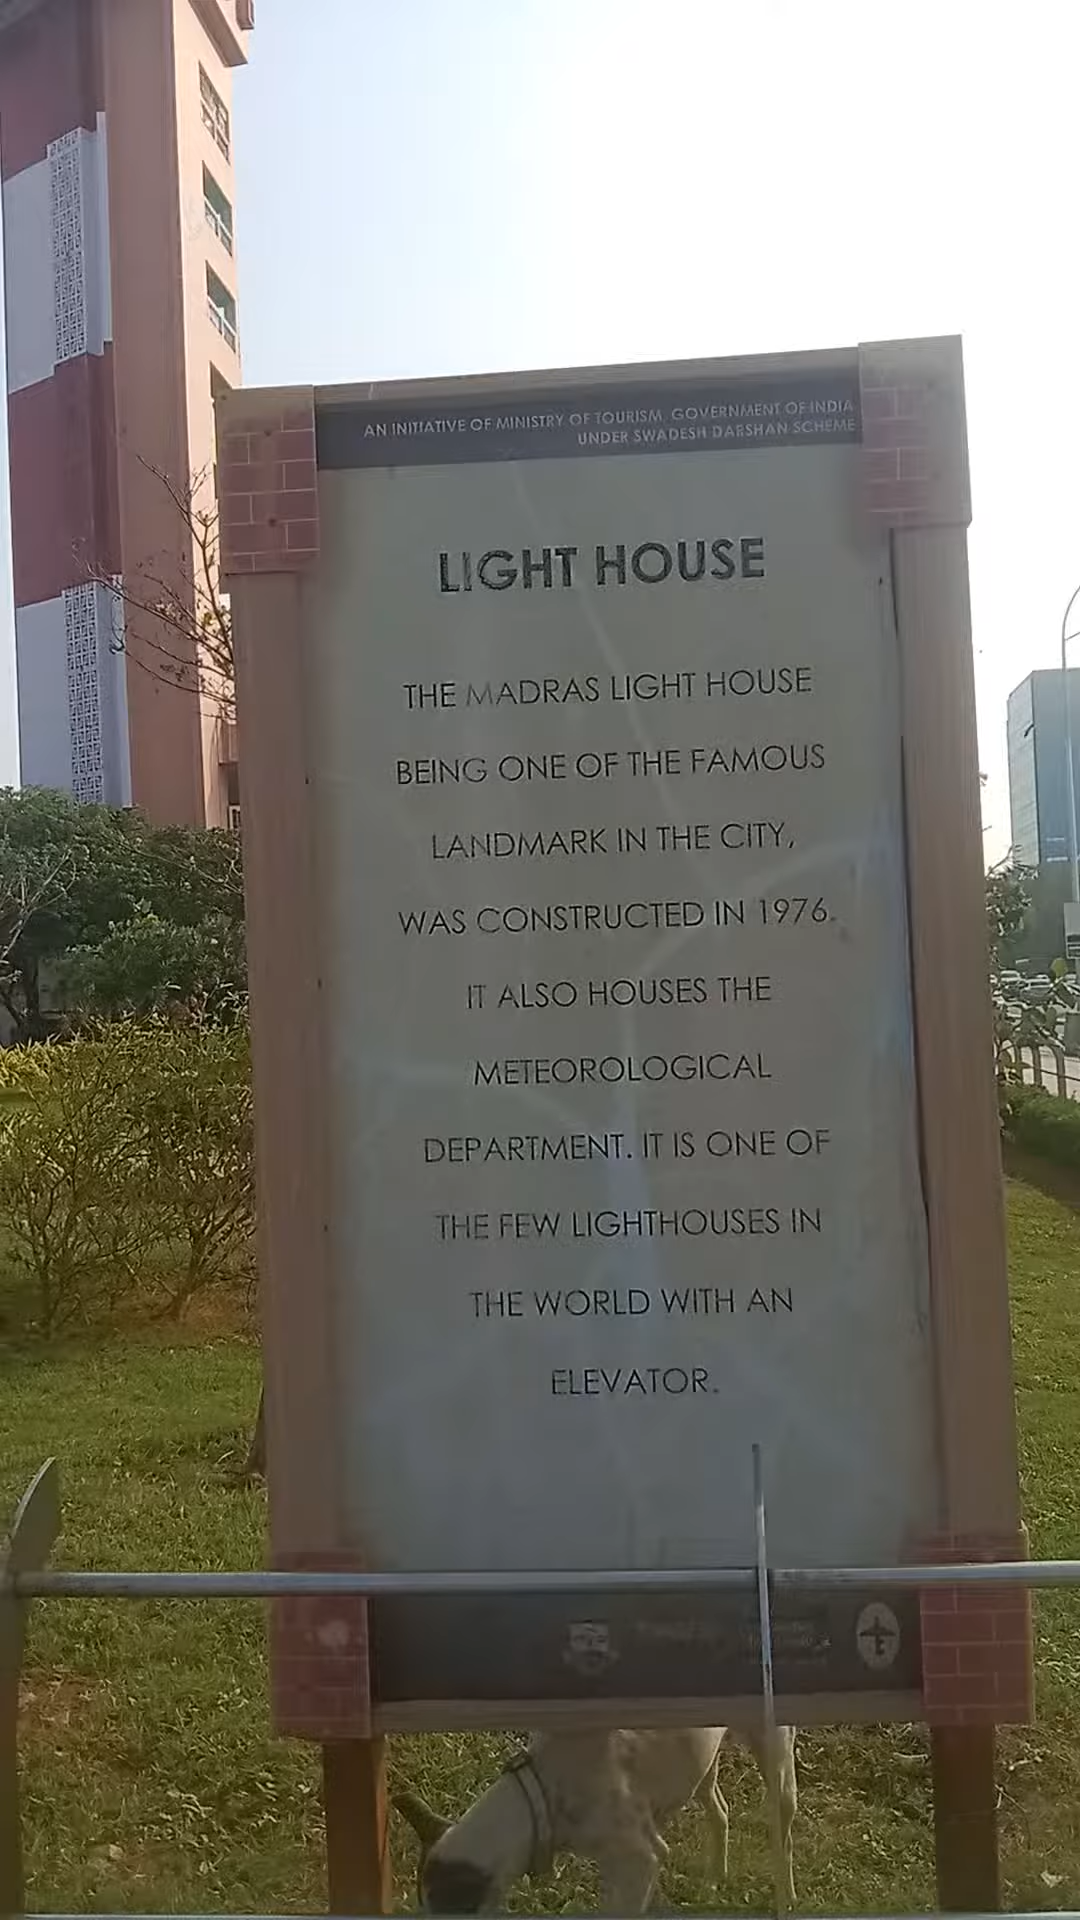 AN INITIATIVE OF MINISTRY OF TOURISM, GOVERNMENT OF INDIA
UNDER SWADESH DARSHAN SCHEME
LIGHT HOUSE
THE MADRAS LIGHT HOUSE
BEING ONE OF THE FAMOUS
LANDMARK IN THE CITY,
WAS CONSTRUCTED IN 1976.
IT ALSO HOUSES THE
METEOROLOGICAL
DEPARTMENT. IT IS ONE OF
THE FEW LIGHTHOUSES IN
THE WORLD WITH AN
ELEVATOR.